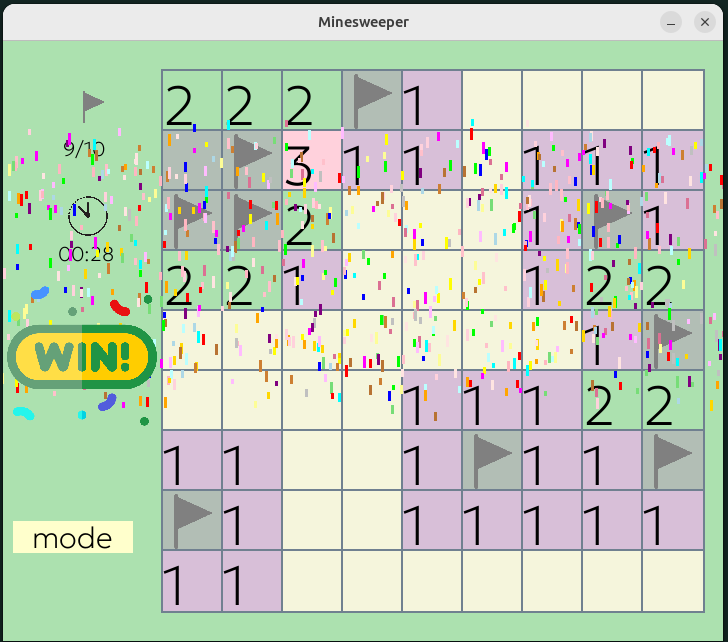 Minesweeper
2 2 2 1
9/10
3 1 1 1 1 1
2 1 1
00:28
2 2 1 1 2 2
WIN!
1
1 1 1 2 2
1 1 1 1 1
1 1 1 1 1 1
mode
1 1